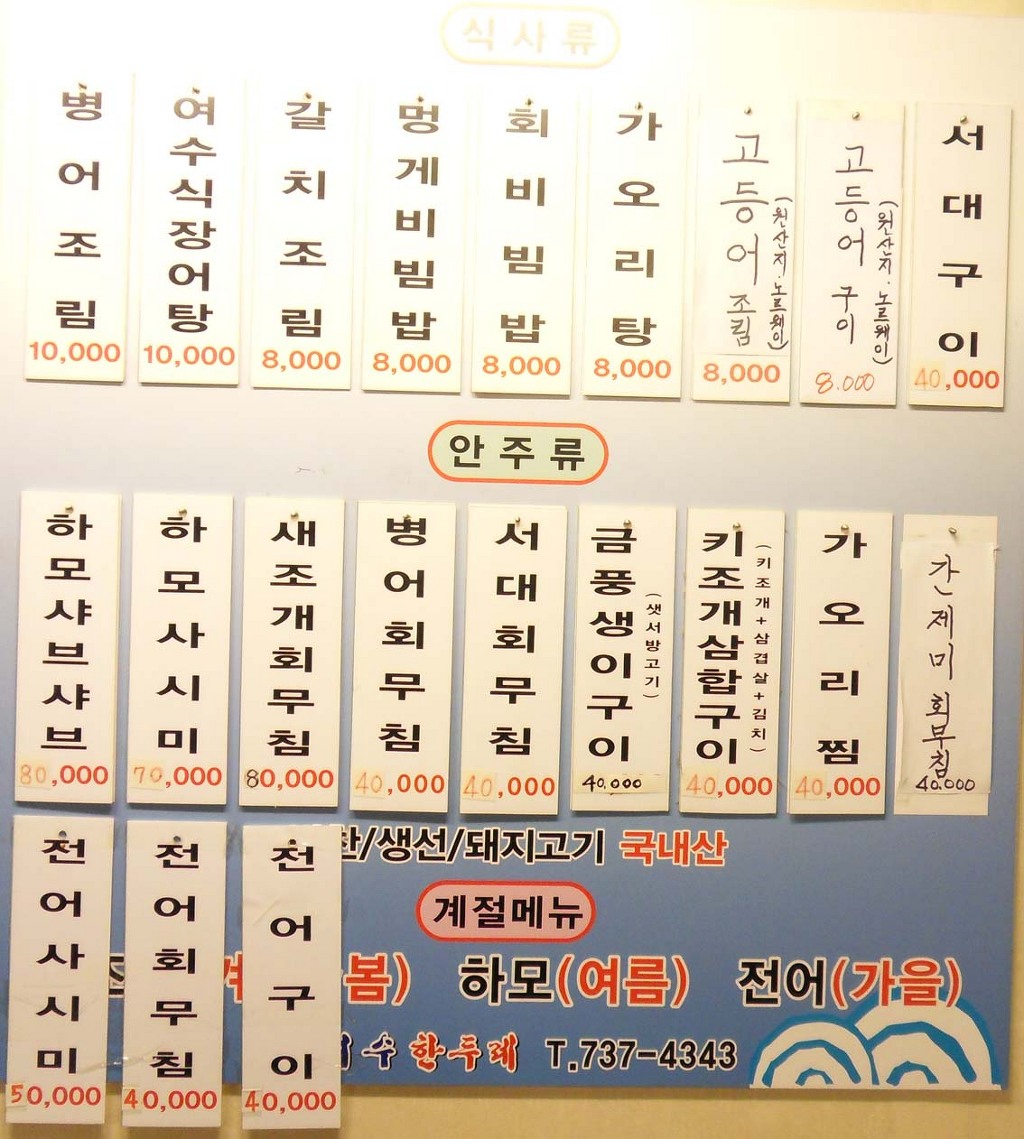 식사류
병어조림
10,000
여수식장어탕
10,000
갈치조림
8,000
멍게비빔밥
8,000
회비빔밥
8,000
가오리탕
8,000
고등어조림
(원산지.노르웨이)
8,000
고등어 구이
(원산지.노르웨이)
8.000
서대구이
40,000
안주류
하모샤브샤브
80,000
하모사시미
70,000
새조개회무침
80,000
병어회무침
40,000
서대회무침
40,000
금풍생이구이
(샛서방고기)
40.000
키조개삼합구이
(키조개+삼겹살+김치)
40,000
가오리찜
40,000
간제미 회무침
40.000
전어사시미
50,000
전어회무침
40,000
전어구이
40,000
찬/생선/돼지고기 국내산
계절메뉴
봄) 하모(여름) 전어(가을)
수 한두레 T.737-4343